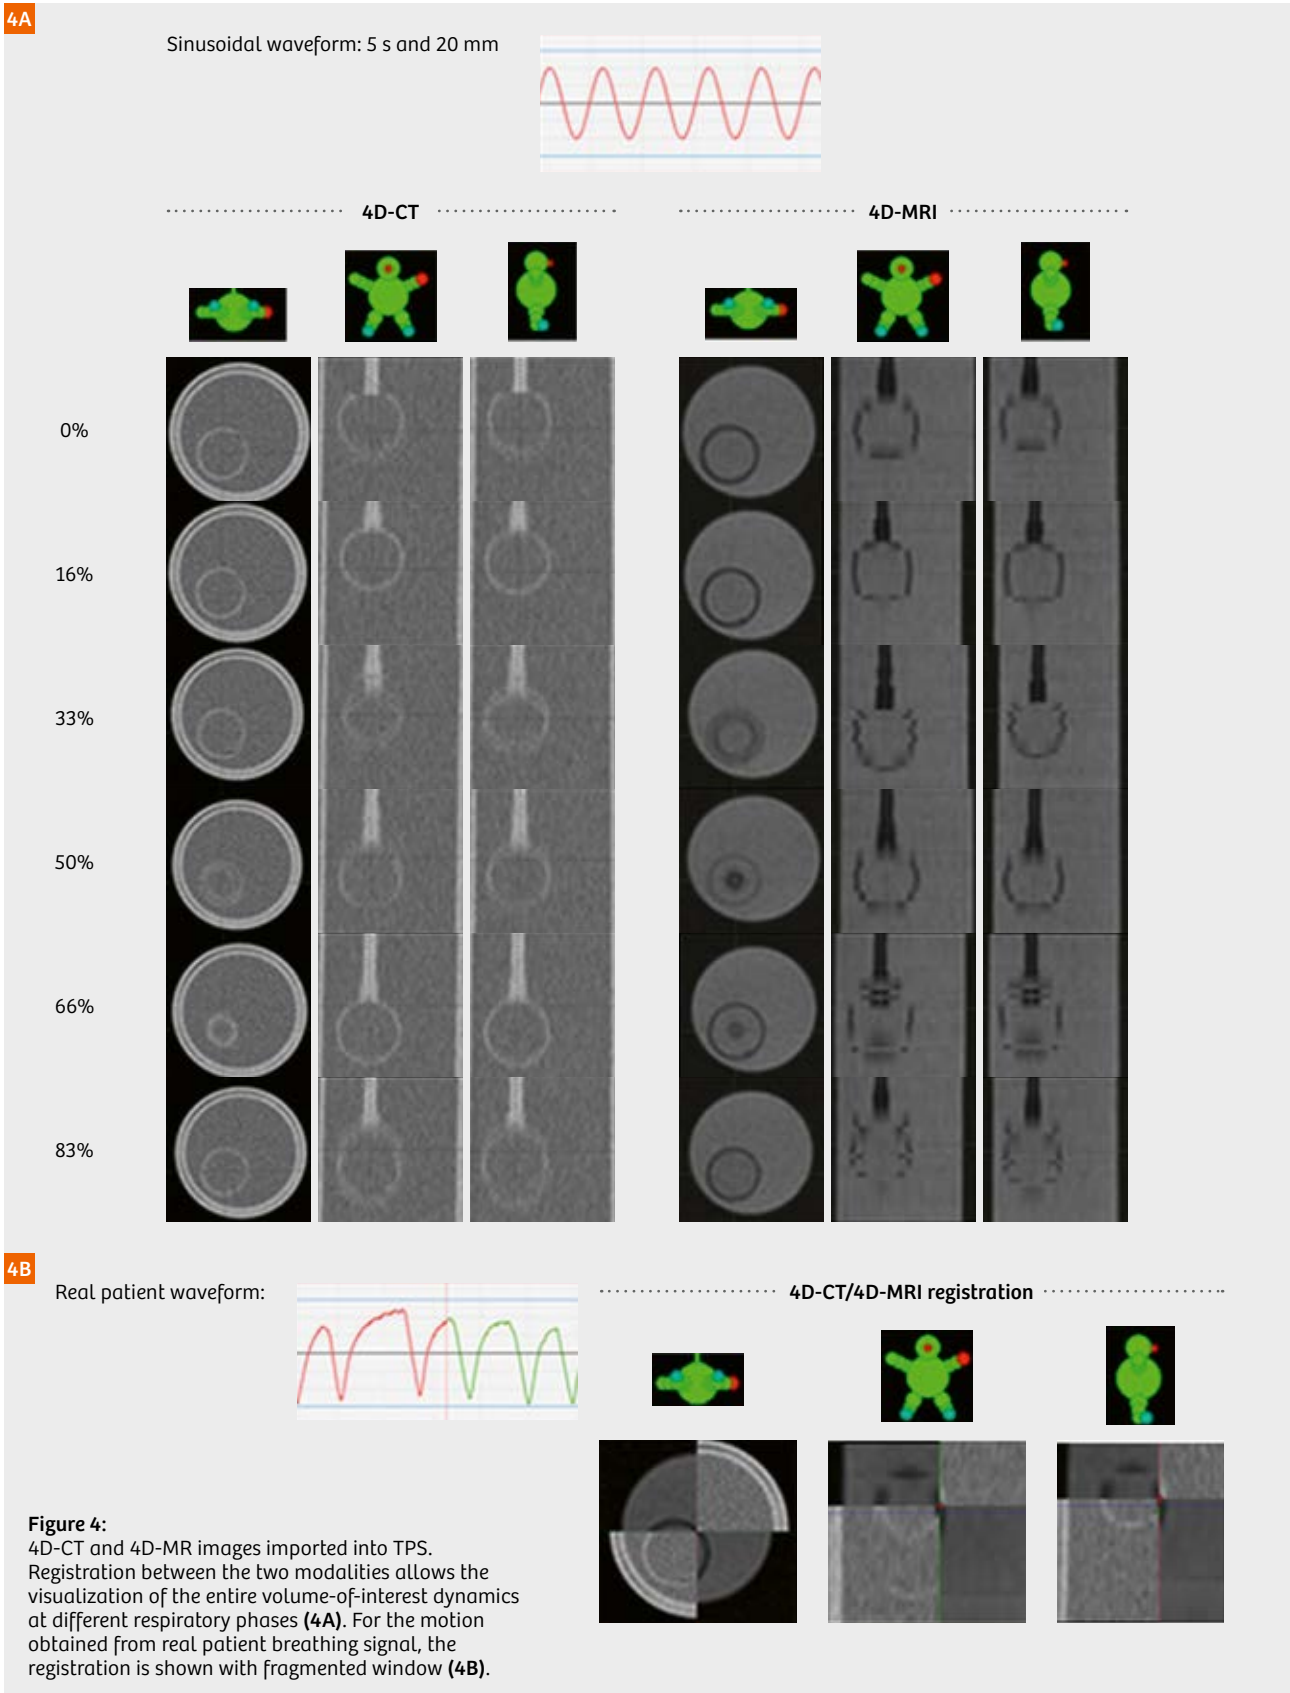 4A
Sinusoidal waveform: 5 s and 20 mm
4D-CT
4D-MRI
0%
16%
33%
50%
66%
83%
4B
Real patient waveform:
4D-CT/4D-MRI registration
Figure 4:
4D-CT and 4D-MR images imported into TPS.
Registration between the two modalities allows the
visualization of the entire volume-of-interest dynamics
at different respiratory phases (4A). For the motion
obtained from real patient breathing signal, the
registration is shown with fragmented window (4B).